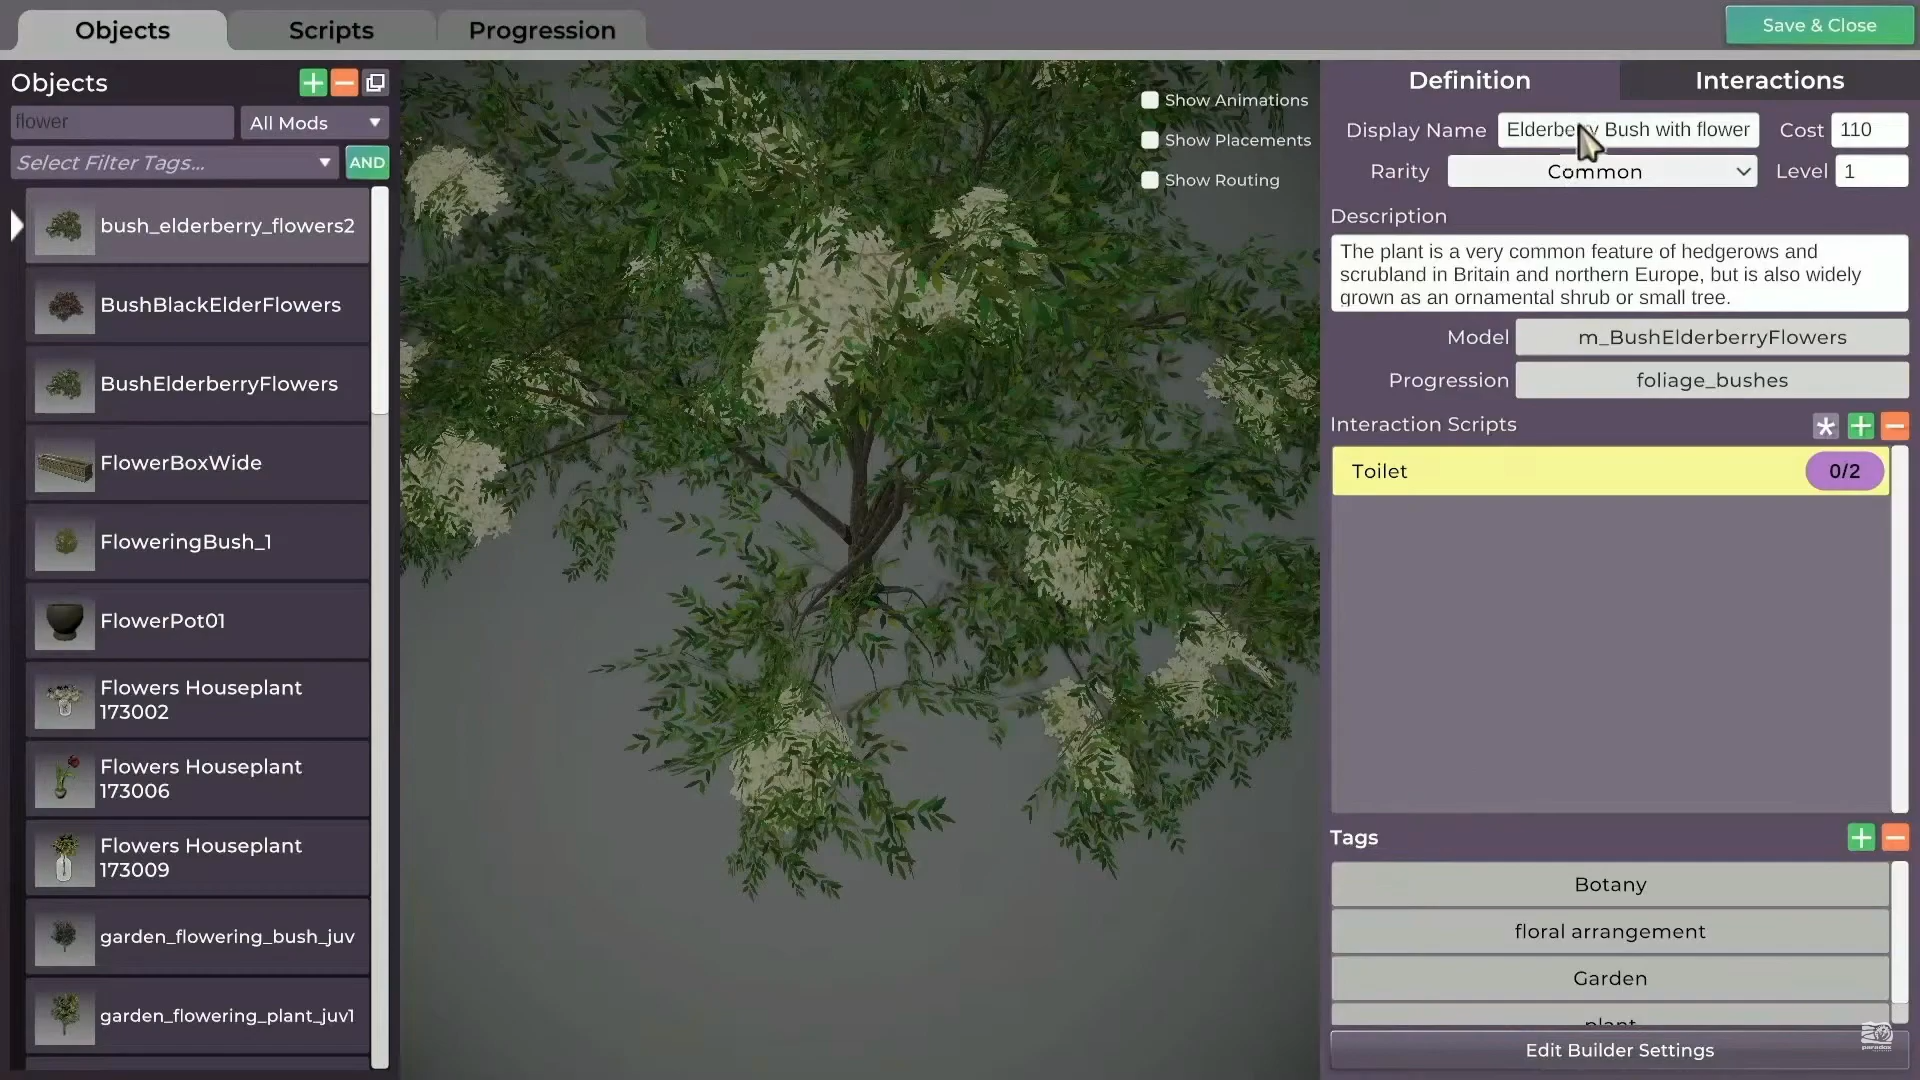 Objects
Scripts
Progression
Save & Close
Objects
flower
All Mods
Select Filter Tags...
AND
bush_elderberry_flowers2
BushBlackElderFlowers
BushElderberryFlowers
FlowerBoxWide
FloweringBush_1
FlowerPot01
Flowers Houseplant
173002
Flowers Houseplant
173006
Flowers Houseplant
173009
garden_flowering_bush_juv
garden_flowering_plant_juv1
Show Animations
Show Placements
Show Routing
Definition
Interactions
Display Name
Elderberry Bush with flower
Cost
110
Rarity
Common
Level
1
Description
The plant is a very common feature of hedgerows and
scrubland in Britain and northern Europe, but is also widely
grown as an ornamental shrub or small tree.
Model
m_BushElderberryFlowers
Progression
foliage_bushes
Interaction Scripts
Toilet
0/2
Tags
Botany
floral arrangement
Garden
plant
Edit Builder Settings
paradox